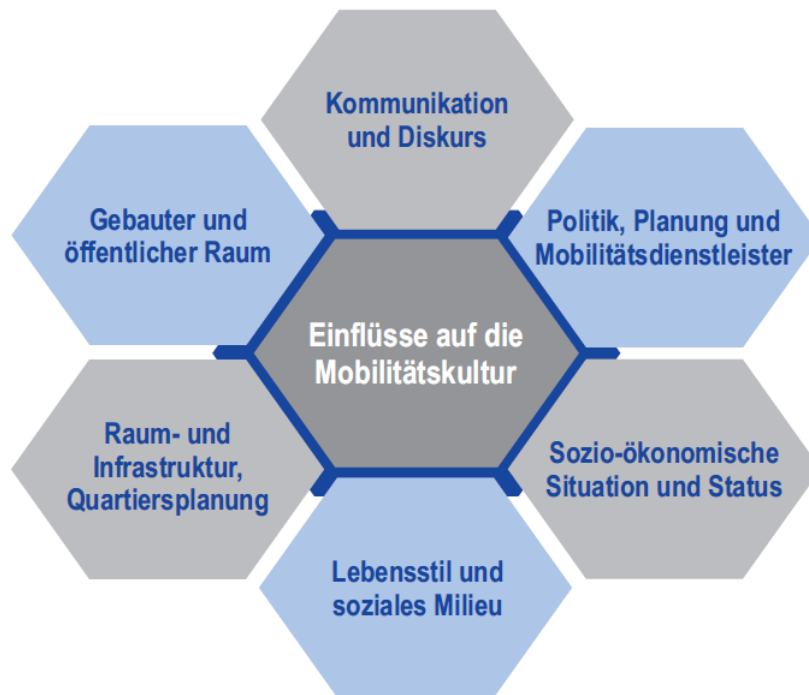 Kommunikation
und Diskurs
Gebauter und
öffentlicher Raum
Politik, Planung und
Mobilitätsdienstleister
Einflüsse auf die
Mobilitätskultur
Raum- und
Infrastruktur,
Quartiersplanung
Sozio-ökonomische
Situation und Status
Lebensstil und
soziales Milieu